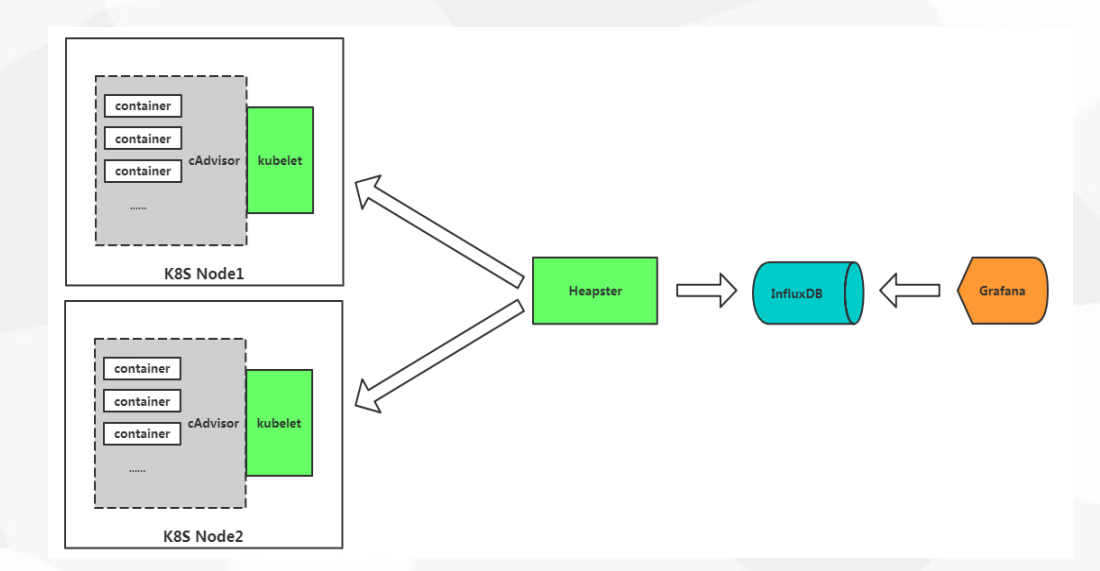 container
container
container
......
cAdvisor
kubelet
K8S Node1
container
container
container
......
cAdvisor
kubelet
K8S Node2
Heapster
InfluxDB
Grafana